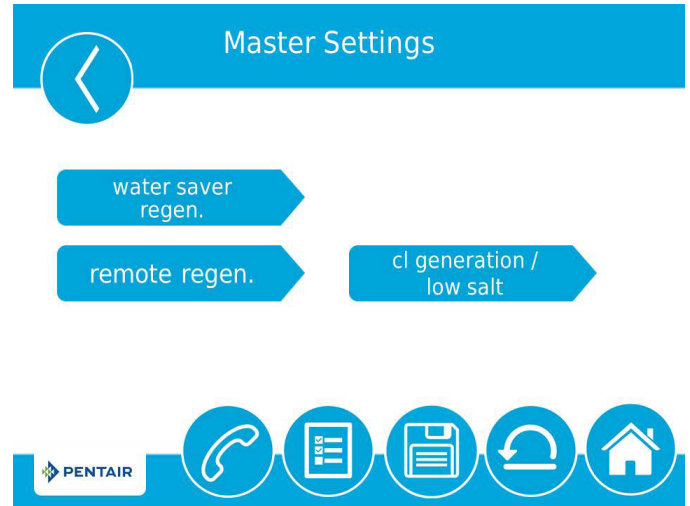 Master Settings
water saver
regen.
remote regen.
cl generation /
low salt
PENTAIR